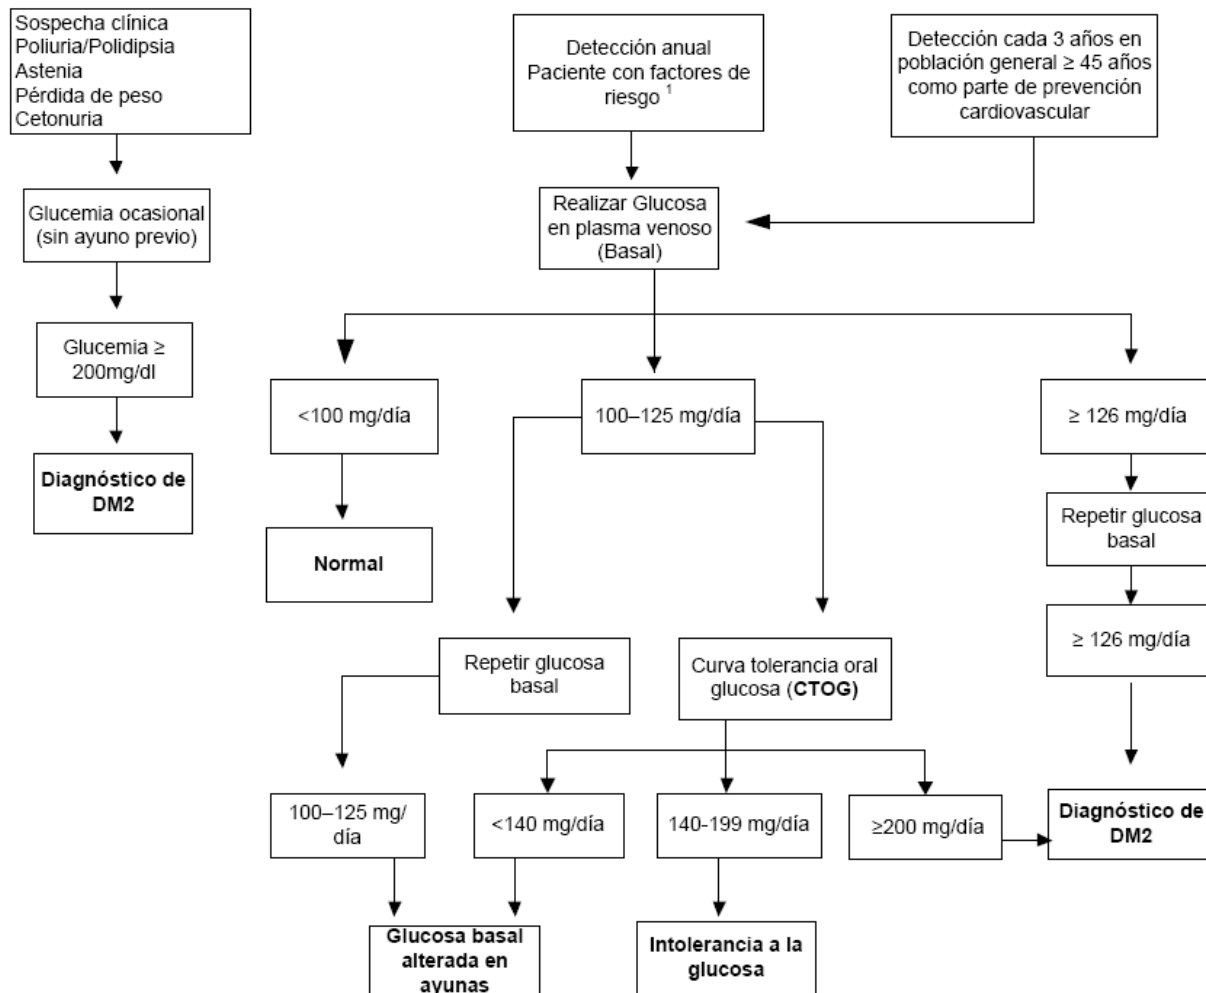 Sospecha clínica
Poliuria/Polidipsia
Astenia
Pérdida de peso
Cetonuria
Detección anual
Paciente con factores de
riesgo 1
Detección cada 3 años en
población general ≥ 45 años
como parte de prevención
cardiovascular
Glucemia ocasional
(sin ayuno previo)
Realizar Glucosa
en plasma venoso
(Basal)
Glucemia ≥
200mg/dl
<100 mg/día
100–125 mg/día
≥ 126 mg/día
Diagnóstico de
DM2
Normal
Repetir glucosa
basal
≥ 126 mg/día
Repetir glucosa
basal
Curva tolerancia oral
glucosa (CTOG)
100–125 mg/
día
<140 mg/día
140-199 mg/día
≥200 mg/día
Diagnóstico de
DM2
Glucosa basal
alterada en
ayunas
Intolerancia a la
glucosa